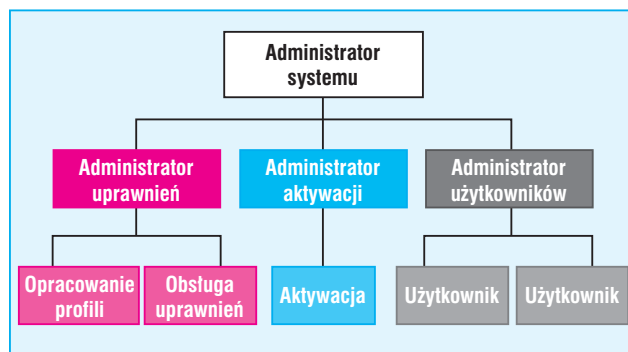 Administrator
systemu
Administrator
uprawnień
Administrator
aktywacji
Administrator
użytkowników
Opracowanie
profili
Obsługa
uprawnień
Aktywacja
Użytkownik
Użytkownik